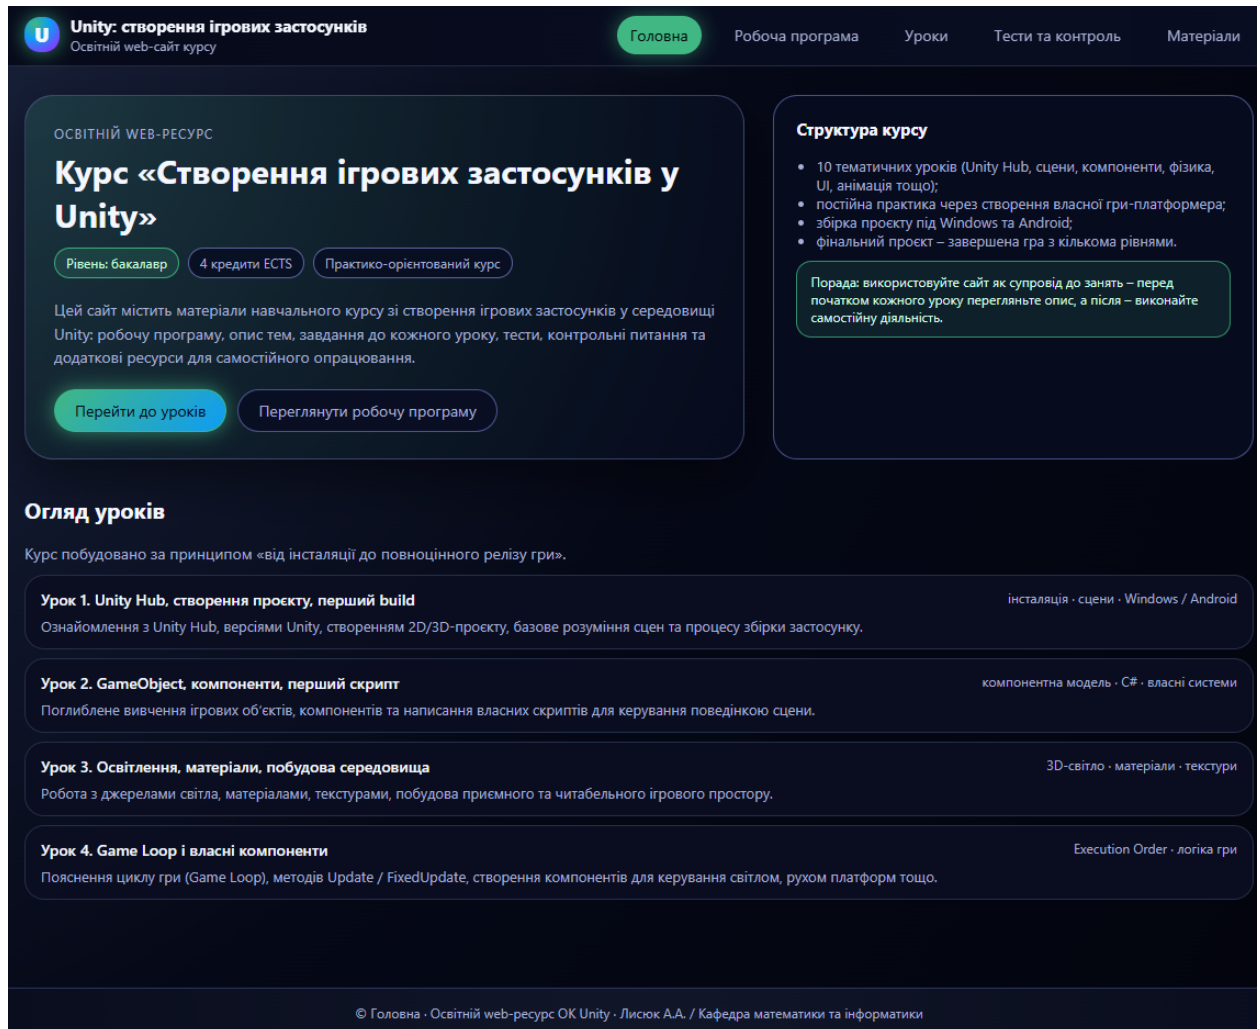 U
Unity: створення ігрових застосунків
Освітній web-сайт курсу
Головна
Робоча програма
Уроки
Тести та контроль
Матеріали
ОСВІТНІЙ WEB-РЕСУРС
Курс «Створення ігрових застосунків у
Unity»
Рівень: бакалавр
4 кредити ECTS
Практико-орієнтований курс
Цей сайт містить матеріали навчального курсу зі створення ігрових застосунків у середовищі
Unity: робочу програму, опис тем, завдання до кожного уроку, тести, контрольні питання та
додаткові ресурси для самостійного опрацювання.
Перейти до уроків
Переглянути робочу програму
Структура курсу
• 10 тематичних уроків (Unity Hub, сцени, компоненти, фізика,
UI, анімація тощо);
• постійна практика через створення власної гри-платформера;
• збірка проєкту під Windows та Android;
• фінальний проєкт – завершена гра з кількома рівнями.
Порада: використовуйте сайт як супровід до занять – перед
початком кожного уроку перегляньте опис, а після – виконайте
самостійну діяльність.
Огляд уроків
Курс побудовано за принципом «від інсталяції до повноцінного релізу гри».
Урок 1. Unity Hub, створення проєкту, перший build
інсталяція · сцени · Windows / Android
Ознайомлення з Unity Hub, версіями Unity, створенням 2D/3D-проєкту, базове розуміння сцен та процесу збірки застосунку.
Урок 2. GameObject, компоненти, перший скрипт
компонентна модель · C# · власні системи
Поглиблене вивчення ігрових об’єктів, компонентів та написання власних скриптів для керування поведінкою сцени.
Урок 3. Освітлення, матеріали, побудова середовища
3D-світло · матеріали · текстури
Робота з джерелами світла, матеріалами, текстурами, побудова приємного та читабельного ігрового простору.
Урок 4. Game Loop і власні компоненти
Execution Order · логіка гри
Пояснення циклу гри (Game Loop), методів Update / FixedUpdate, створення компонентів для керування світлом, рухом платформ тощо.
© Головна · Освітній web-ресурс ОК Unity · Лисюк А.А. / Кафедра математики та інформатики